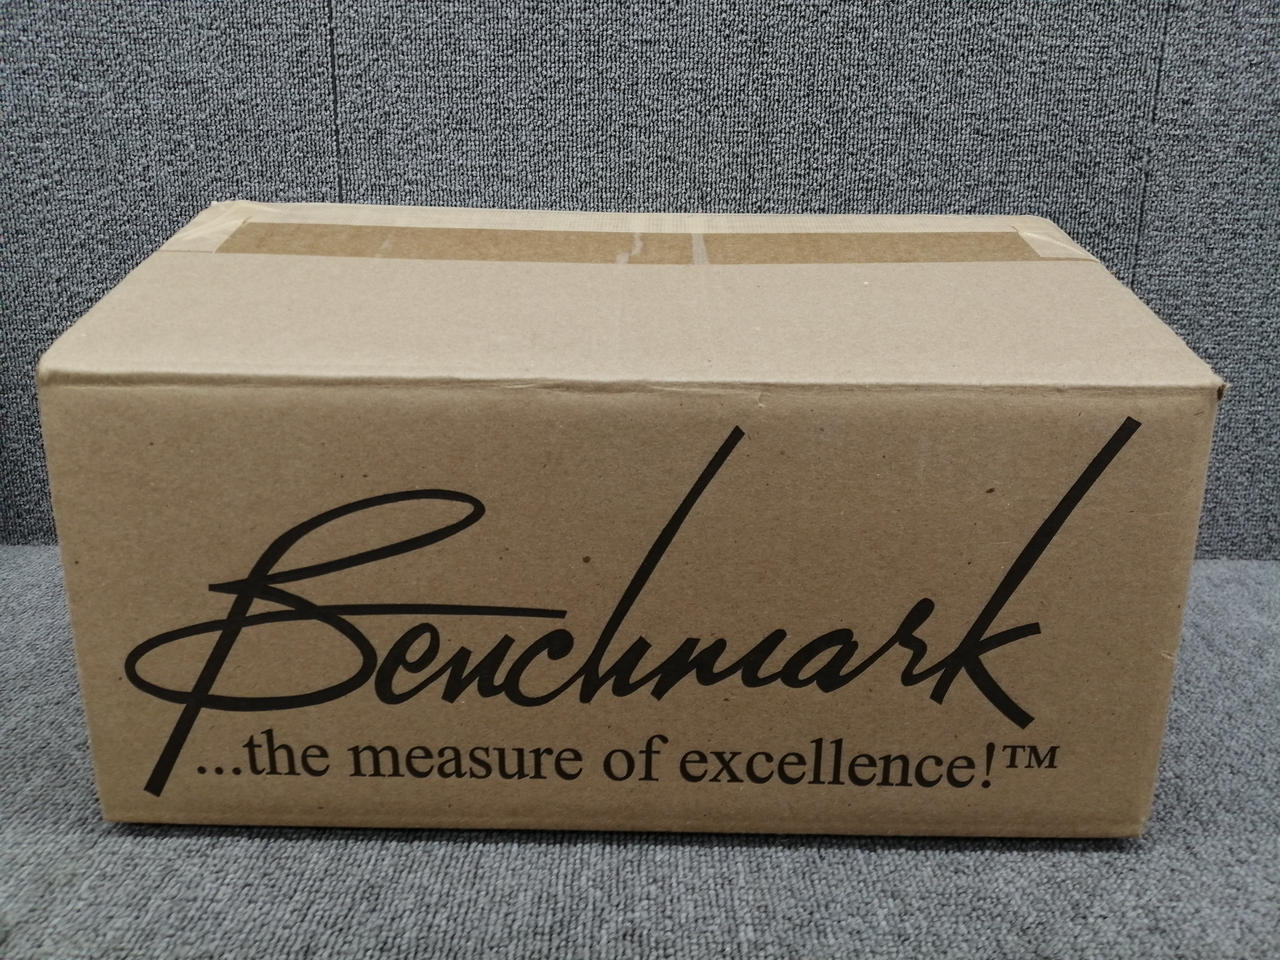 Benchmark
...the measure of excellence!™